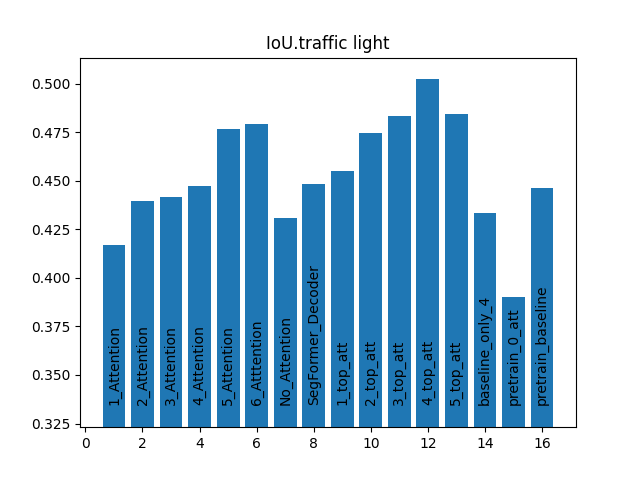 IoU.traffic light
0.500
0.475
0.450
0.425
0.400
0.375
0.350
0.325
1_Attention
2_Attention
3_Attention
4_Attention
5_Attention
6_Atttention
No_Attention
SegFormer_Decoder
1_top_att
2_top_att
3_top_att
4_top_att
5_top_att
baseline_only_4
pretrain_0_att
pretrain_baseline
0 2 4 6 8 10 12 14 16